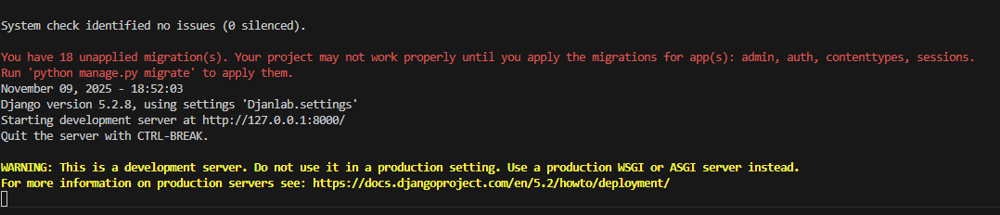 System check identified no issues (0 silenced).
You have 18 unapplied migration(s). Your project may not work properly until you apply the migrations for app(s): admin, auth, contenttypes, sessions.
Run 'python manage.py migrate' to apply them.
November 09, 2025 - 18:52:03
Django version 5.2.8, using settings 'Djanlab.settings'
Starting development server at http://127.0.0.1:8000/
Quit the server with CTRL-BREAK.
WARNING: This is a development server. Do not use it in a production setting. Use a production WSGI or ASGI server instead.
For more information on production servers see: https://docs.djangoproject.com/en/5.2/howto/deployment/